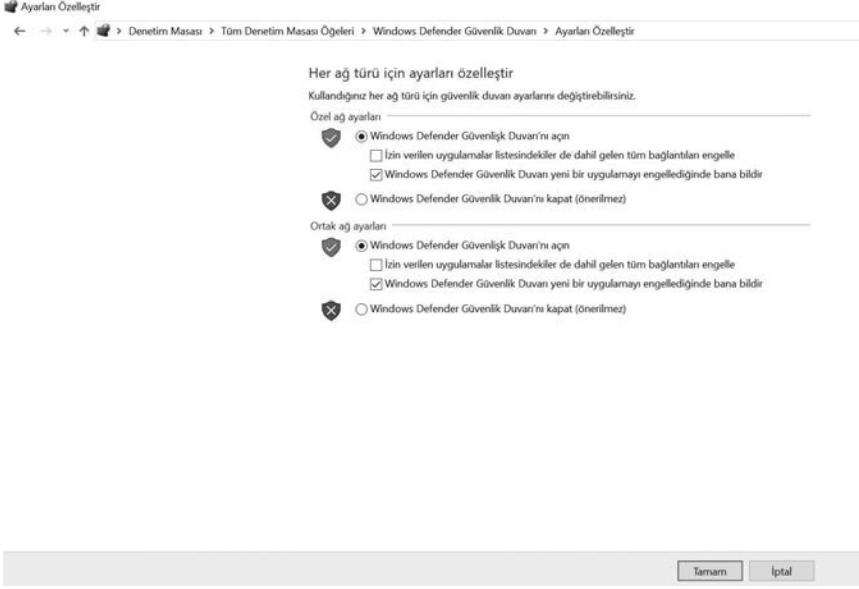 Ayarları Özelleştir
Denetim Masası > Tüm Denetim Masası Öğeleri > Windows Defender Güvenlik Duvarı > Ayarları Özelleştir
Her ağ türü için ayarları özelleştir
Kullandığınız her ağ türü için güvenlik duvarı ayarlarını değiştirebilirsiniz.
Özel ağ ayarları
Windows Defender Güvenlişk Duvarı'nı açın
İzin verilen uygulamalar listesindekiler de dahil gelen tüm bağlantıları engelle
Windows Defender Güvenlik Duvarı yeni bir uygulamayı engellediğinde bana bildir
Windows Defender Güvenlik Duvarı'nı kapat (önerilmez)
Ortak ağ ayarları
Windows Defender Güvenlişk Duvarı'nı açın
İzin verilen uygulamalar listesindekiler de dahil gelen tüm bağlantıları engelle
Windows Defender Güvenlik Duvarı yeni bir uygulamayı engellediğinde bana bildir
Windows Defender Güvenlik Duvarı'nı kapat (önerilmez)
Tamam
İptal